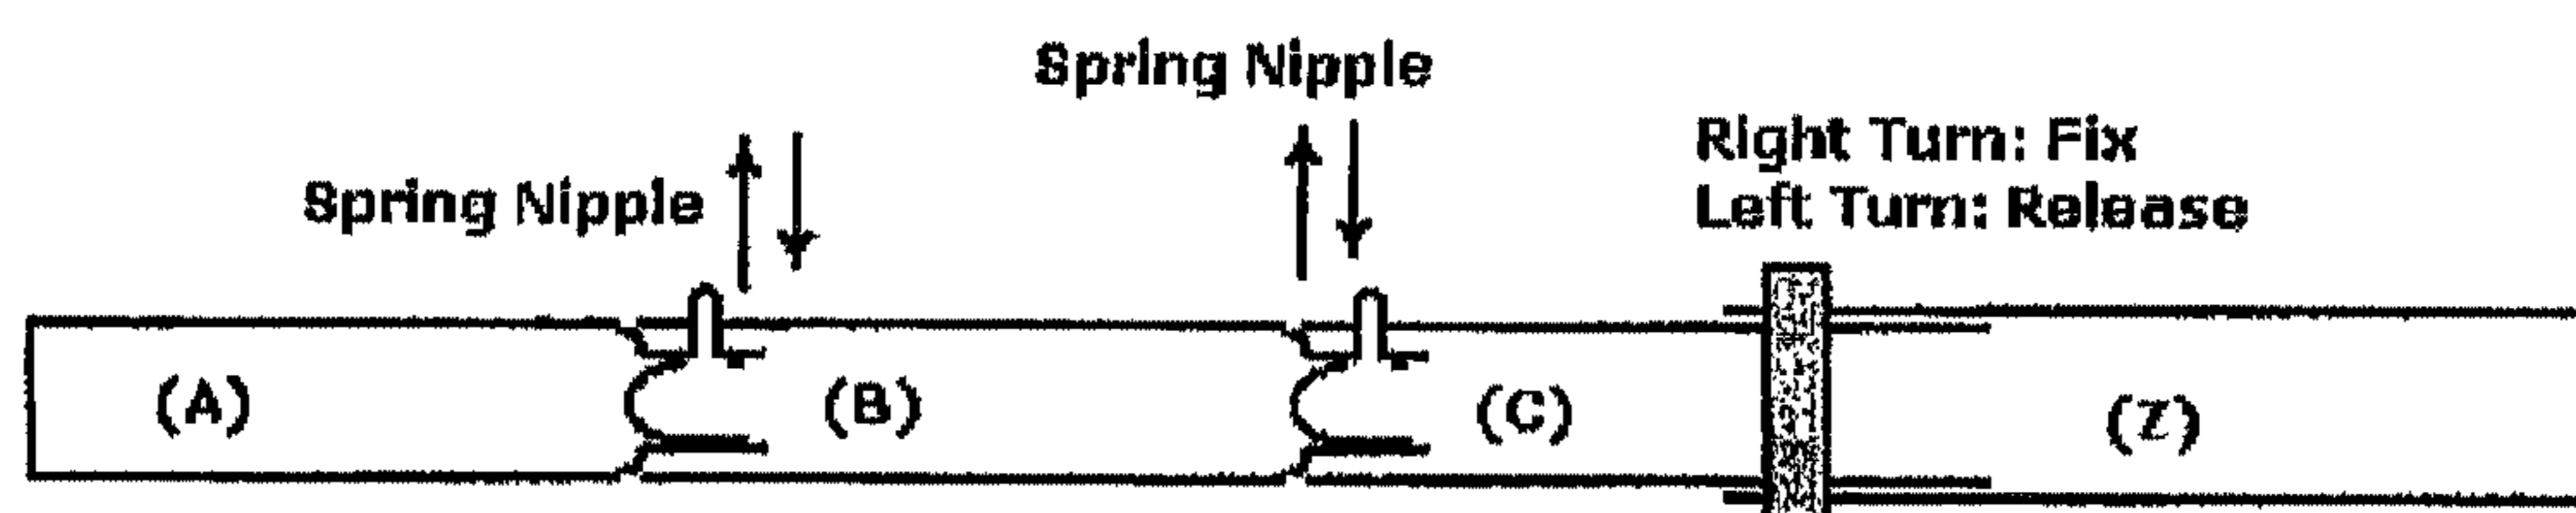 Spring Nipple
Spring Nipple
Right Turn: Fix
Left Turn: Release
(A)
(B)
(C)
(Z)